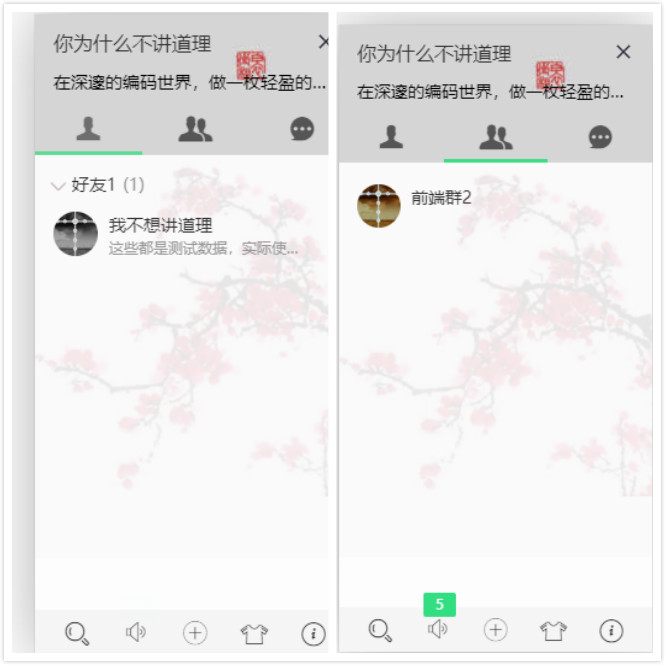 你为什么不讲道理
在深邃的编码世界，做一枚轻盈的...
好友1 (1)
我不想讲道理
这些都是测试数据，实际使...
你为什么不讲道理
在深邃的编码世界，做一枚轻盈的...
前端群2
5